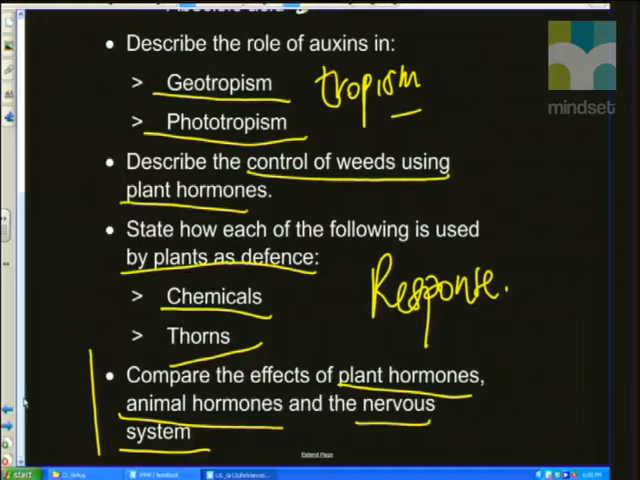 Describe the role of auxins in:
mindset
> Geotropism
tropism
> Phototropism
Describe the control of weeds using
plant hormones.
State how each of the following is used
by plants as defence:
> Chemicals
Response.
> Thorns
Compare the effects of plant hormones,
animal hormones and the nervous
system
Extend Page
start